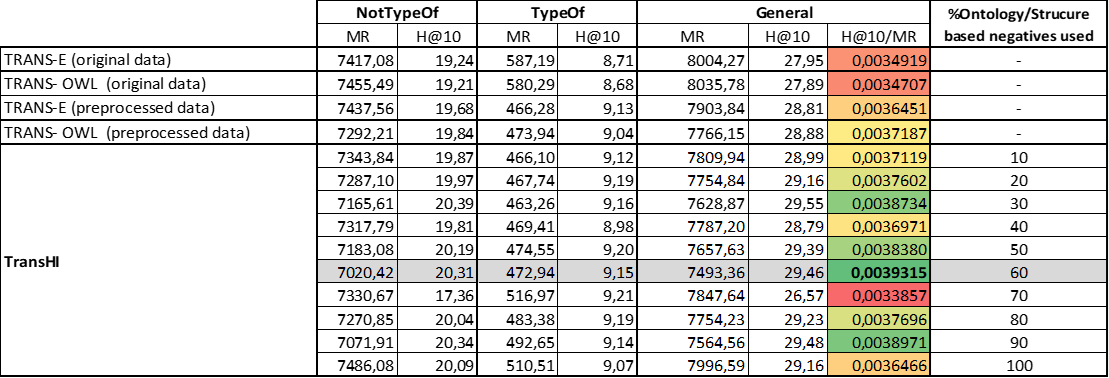 NotTypeOf TypeOf General %Ontology/Strucure
MR H@10 MR H@10 MR H@10 H@10/MR based negatives used
TRANS-E (original data) 7417,08 19,24 587,19 8,71 8004,27 27,95 0,0034919 -
TRANS- OWL (original data) 7455,49 19,21 580,29 8,68 8035,78 27,89 0,0034707 -
TRANS-E (preprocessed data) 7437,56 19,68 466,28 9,13 7903,84 28,81 0,0036451 -
TRANS- OWL (preprocessed data) 7292,21 19,84 473,94 9,04 7766,15 28,88 0,0037187 -
7343,84 19,87 466,10 9,12 7809,94 28,99 0,0037119 10
7287,10 19,97 467,74 9,19 7754,84 29,16 0,0037602 20
7165,61 20,39 463,26 9,16 7628,87 29,55 0,0038734 30
7317,79 19,81 469,41 8,98 7787,20 28,79 0,0036971 40
7183,08 20,19 474,55 9,20 7657,63 29,39 0,0038380 50
TransHI 7020,42 20,31 472,94 9,15 7493,36 29,46 0,0039315 60
7330,67 17,36 516,97 9,21 7847,64 26,57 0,0033857 70
7270,85 20,04 483,38 9,19 7754,23 29,23 0,0037696 80
7071,91 20,34 492,65 9,14 7564,56 29,48 0,0038971 90
7486,08 20,09 510,51 9,07 7996,59 29,16 0,0036466 100